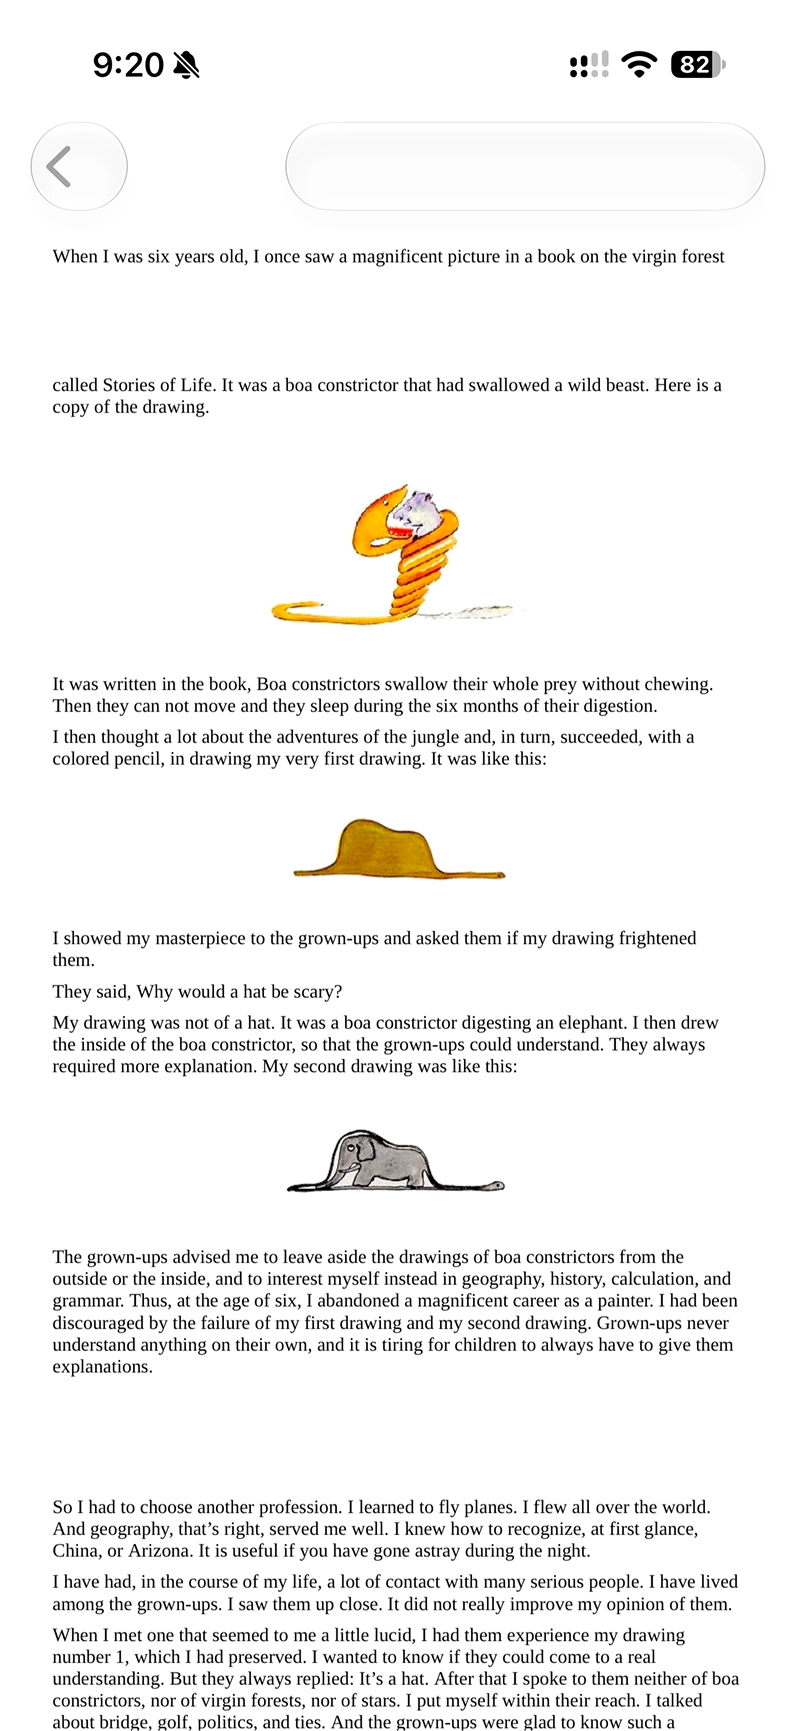 9:20
82
When I was six years old, I once saw a magnificent picture in a book on the virgin forest
called Stories of Life. It was a boa constrictor that had swallowed a wild beast. Here is a
copy of the drawing.
It was written in the book, Boa constrictors swallow their whole prey without chewing.
Then they can not move and they sleep during the six months of their digestion.
I then thought a lot about the adventures of the jungle and, in turn, succeeded, with a
colored pencil, in drawing my very first drawing. It was like this:
I showed my masterpiece to the grown-ups and asked them if my drawing frightened
them.
They said, Why would a hat be scary?
My drawing was not of a hat. It was a boa constrictor digesting an elephant. I then drew
the inside of the boa constrictor, so that the grown-ups could understand. They always
required more explanation. My second drawing was like this:
The grown-ups advised me to leave aside the drawings of boa constrictors from the
outside or the inside, and to interest myself instead in geography, history, calculation, and
grammar. Thus, at the age of six, I abandoned a magnificent career as a painter. I had been
discouraged by the failure of my first drawing and my second drawing. Grown-ups never
understand anything on their own, and it is tiring for children to always have to give them
explanations.
So I had to choose another profession. I learned to fly planes. I flew all over the world.
And geography, that’s right, served me well. I knew how to recognize, at first glance,
China, or Arizona. It is useful if you have gone astray during the night.
I have had, in the course of my life, a lot of contact with many serious people. I have lived
among the grown-ups. I saw them up close. It did not really improve my opinion of them.
When I met one that seemed to me a little lucid, I had them experience my drawing
number 1, which I had preserved. I wanted to know if they could come to a real
understanding. But they always replied: It’s a hat. After that I spoke to them neither of boa
constrictors, nor of virgin forests, nor of stars. I put myself within their reach. I talked
about bridge, golf, politics, and ties. And the grown-ups were glad to know such a